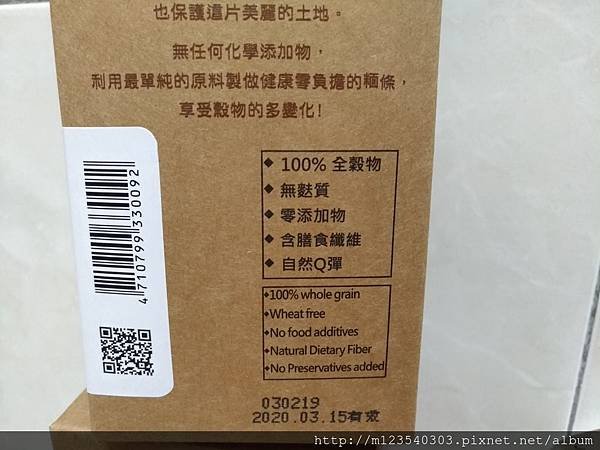 也保護這片美麗的土地。
無任何化學添加物，
利用最單純的原料製做健康零負擔的麵條，
享受穀物的多變化!
4 710799 330092
◆ 100% 全穀物
◆ 無麩質
◆ 零添加物
◆ 含膳食纖維
◆ 自然Q彈
◆100% whole grain
◆Wheat free
◆No food additives
◆Natural Dietary Fiber
◆No Preservatives added
030219
2020.03.15有效
http://m123540303.pixnet.net/album